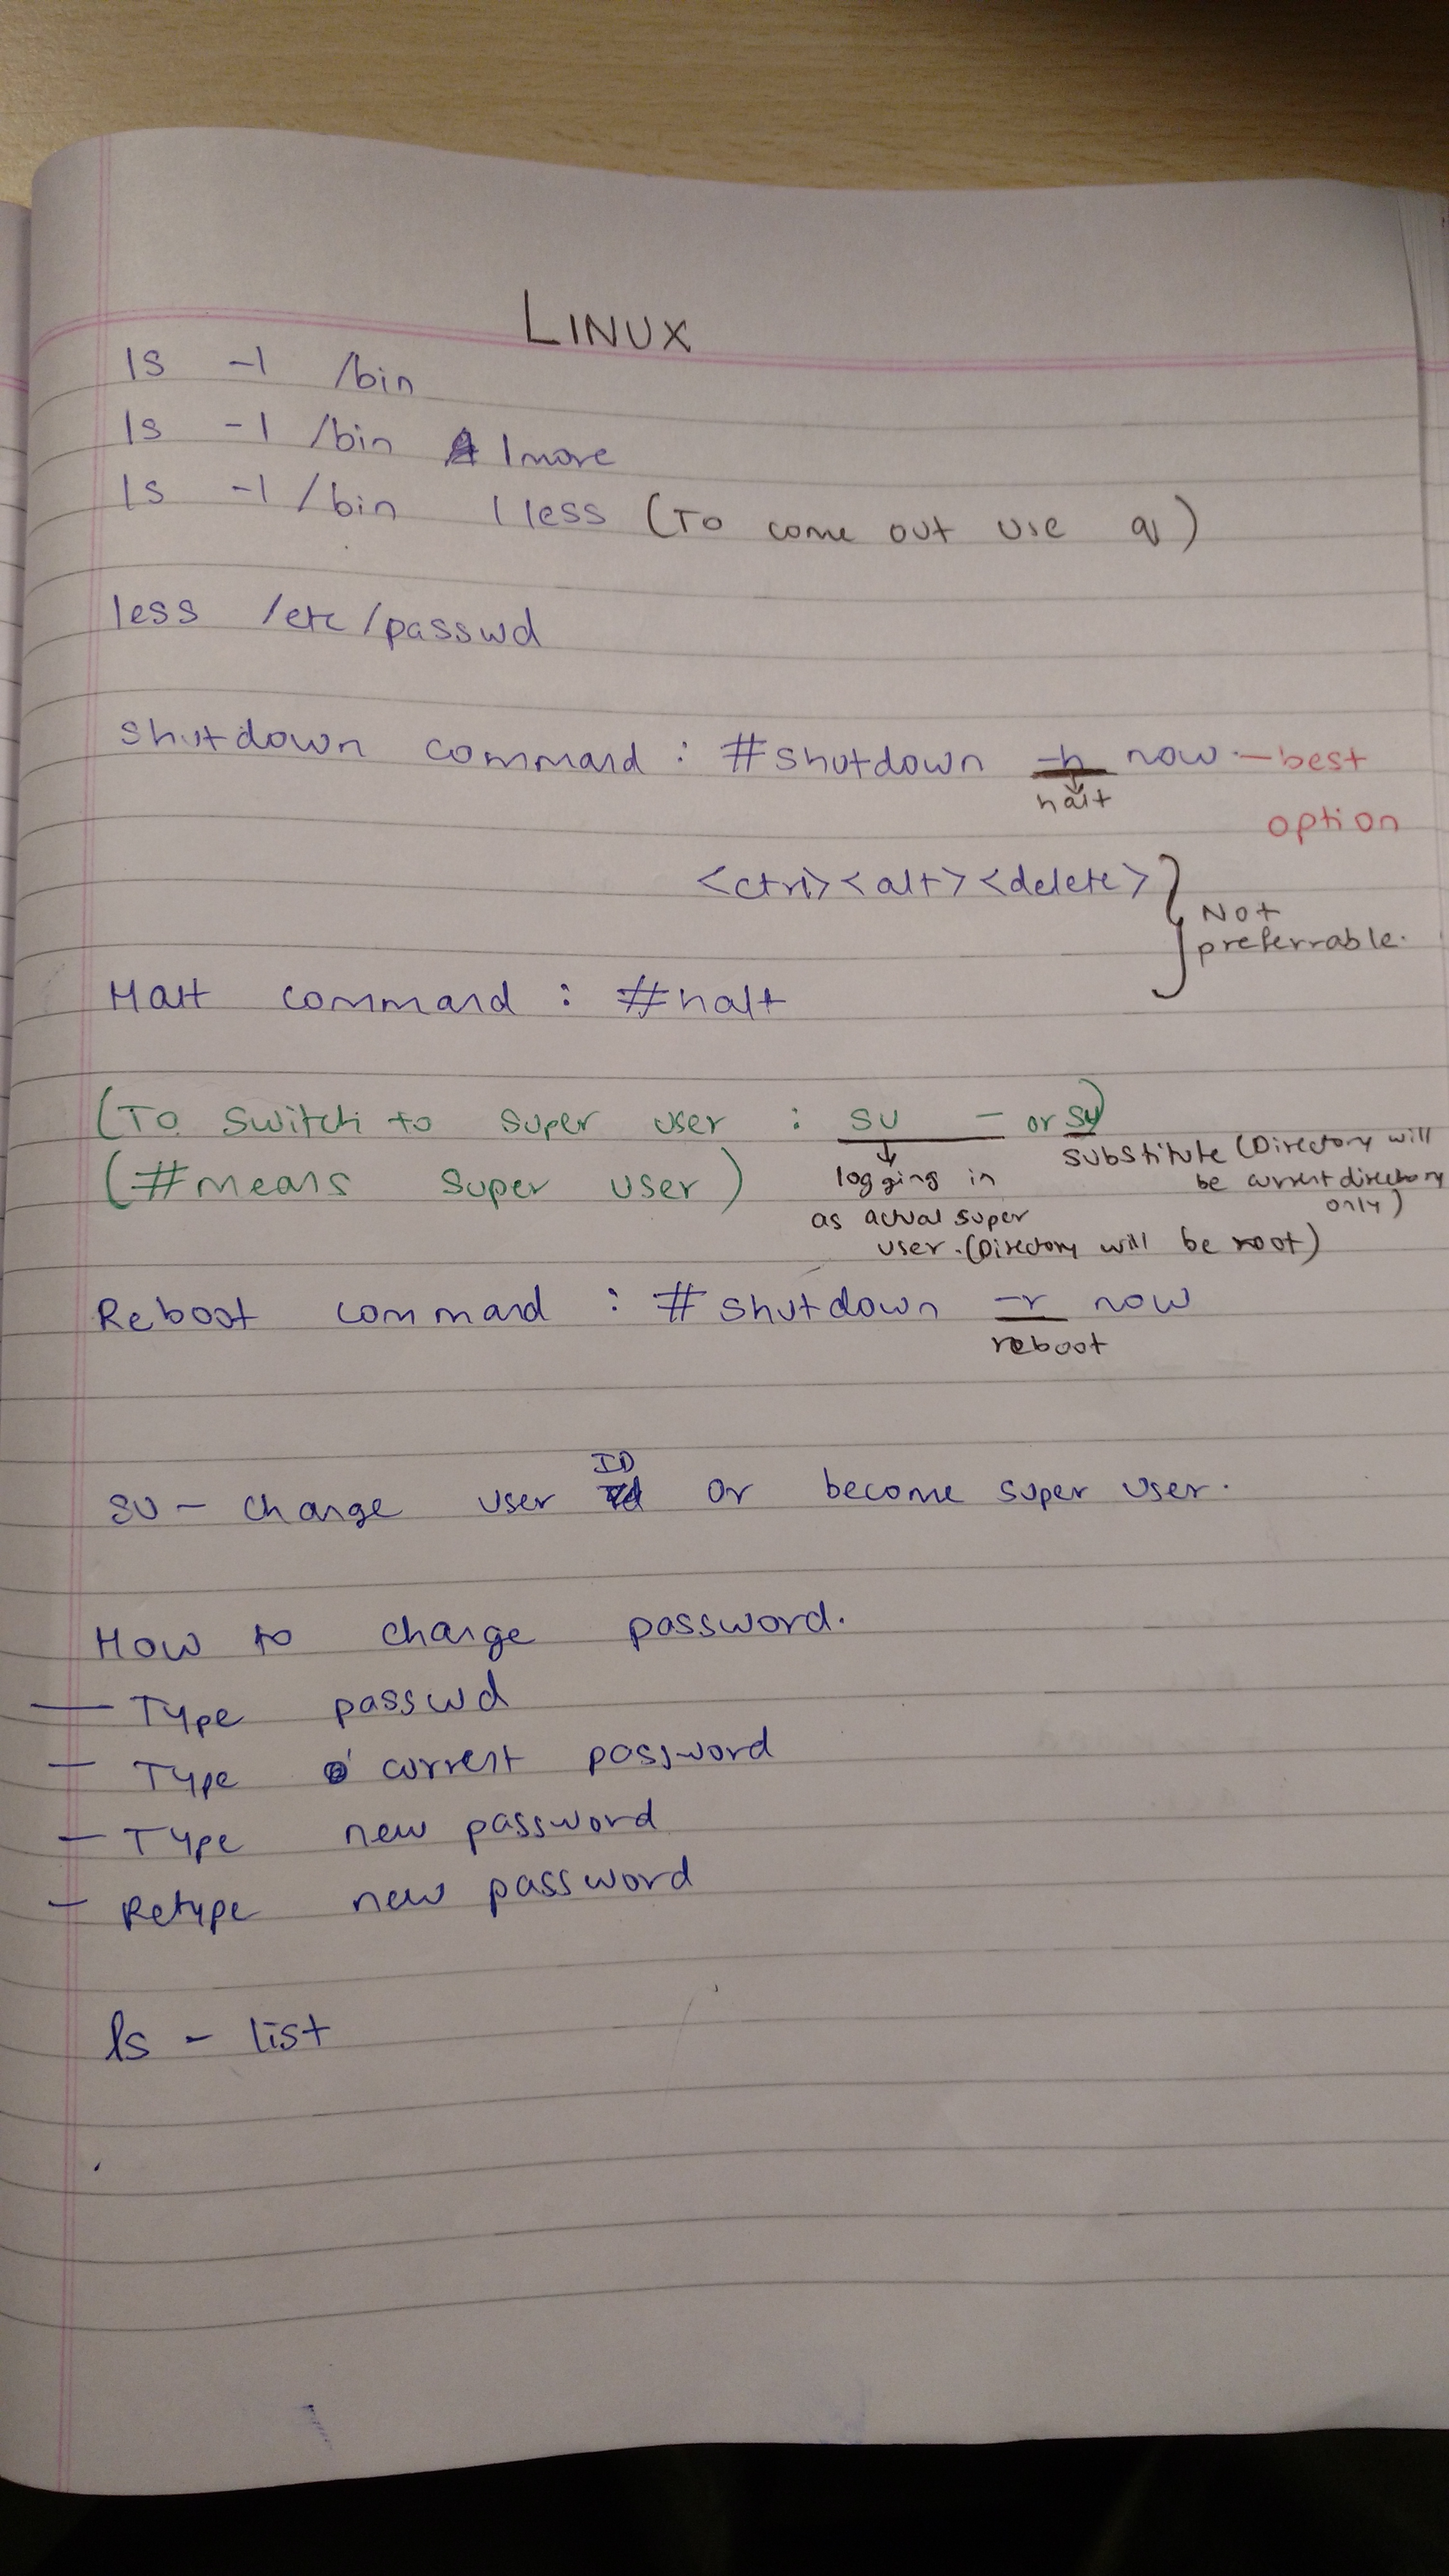 LINUX
ls -l /bin
ls -l /bin |more
ls -l /bin |less (To come out use q)
less /etc/passwd
shutdown command : #shutdown -h now - best
halt
option
<ctrl><alt><delete>
Not
preferrable.
Halt command : #halt
(To switch to super user : su - or su)
substitute (Directory will
(#means super user)
logging in
be current directory
only)
as actual super
user. (Directory will be root)
Reboot command : # shutdown -r now
reboot
ID
su - change user or become super user.
How to change password.
- Type passwd
- Type current password
- Type new password
- Retype new password
ls - list